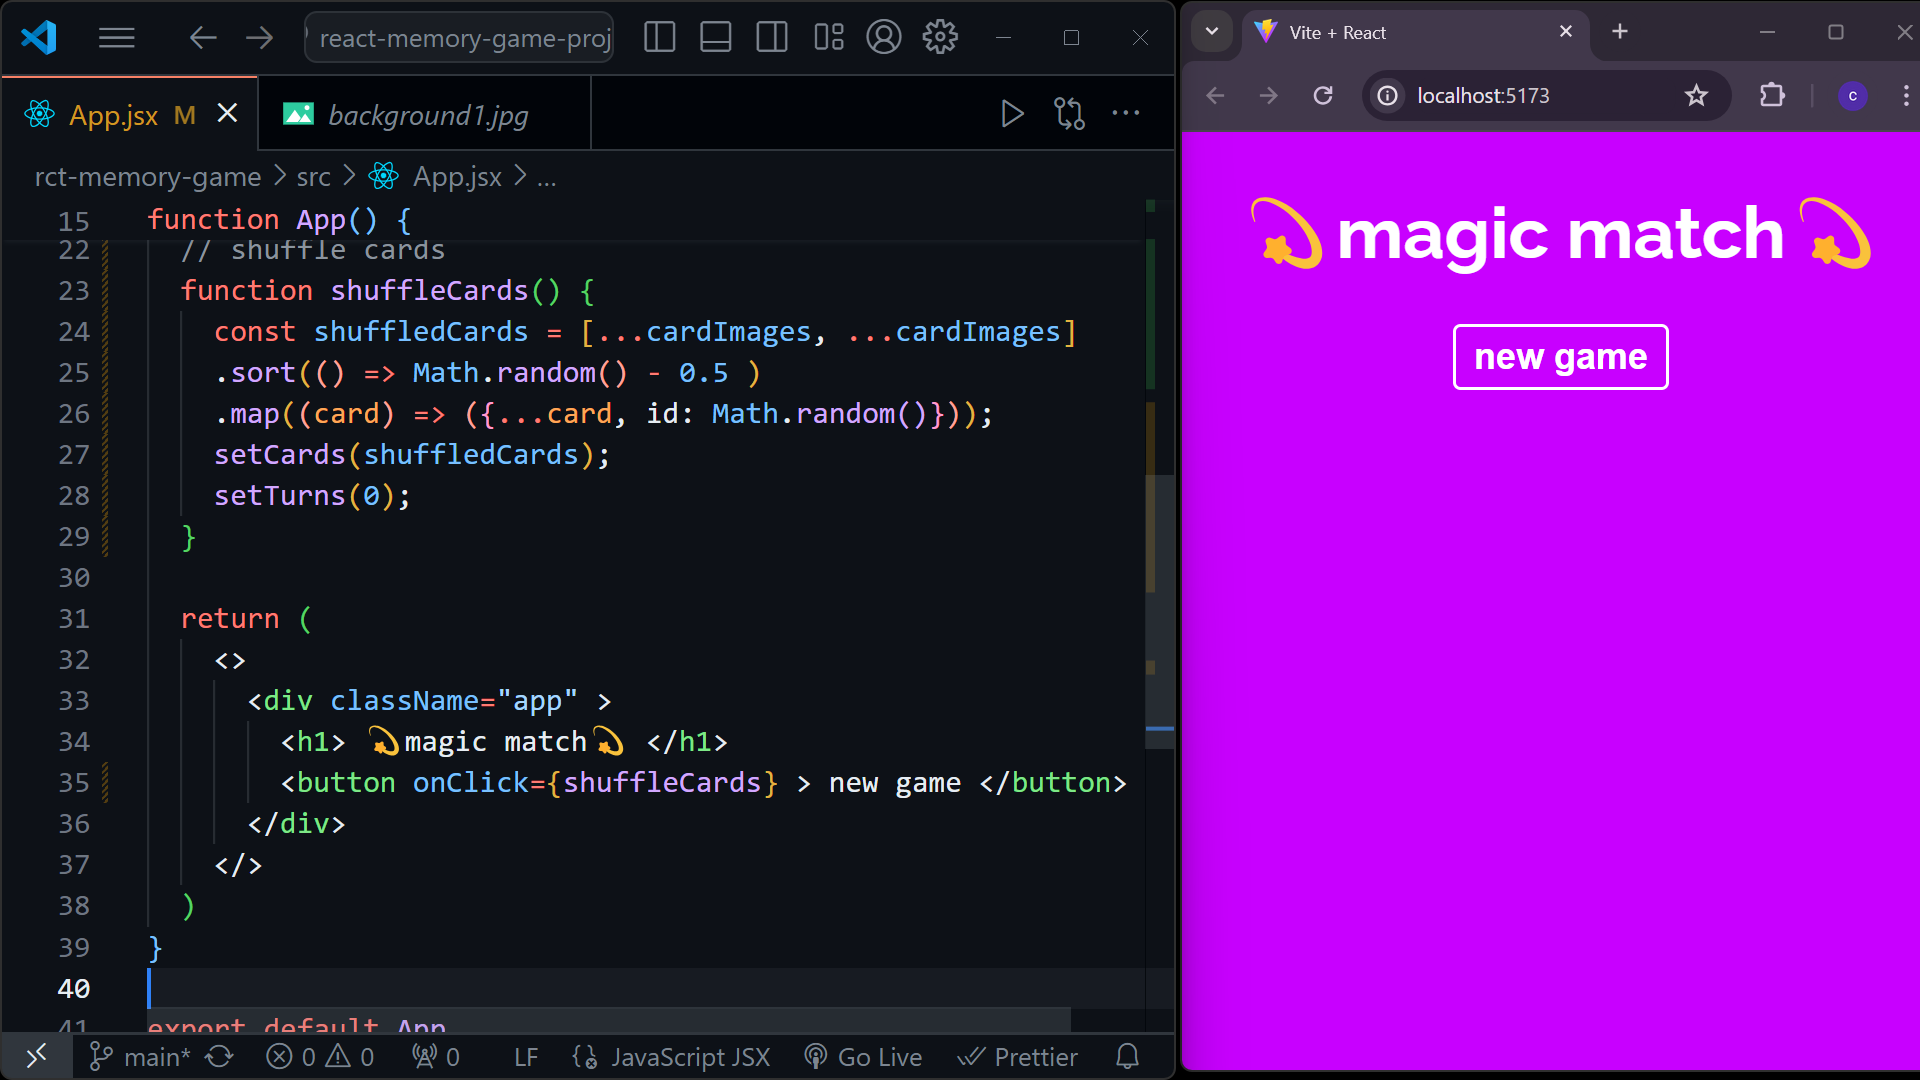 react-memory-game-proj
App.jsx M
background1.jpg
rct-memory-game > src > App.jsx > ...
15 function App() {
22 // shuffle cards
23 function shuffleCards() {
24 const shuffledCards = [...cardImages, ...cardImages]
25 .sort(() => Math.random() - 0.5 )
26 .map((card) => ({...card, id: Math.random()}));
27 setCards(shuffledCards);
28 setTurns(0);
29 }
30
31 return (
32 <>
33 <div className="app" >
34 <h1> 💫magic match💫 </h1>
35 <button onClick={shuffleCards} > new game </button>
36 </div>
37 </>
38 )
39 }
40
41 export default App
main* 0 0 0 LF JavaScript JSX Go Live Prettier
Vite + React
localhost:5173
c
💫 magic match 💫
new game